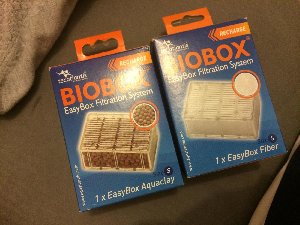 RECHARGE
BIOBOX
EasyBox Filtration System
S
1 x EasyBox Aquaclay
RECHARGE
BIOBOX
EasyBox Filtration System
S
1 x EasyBox Fiber